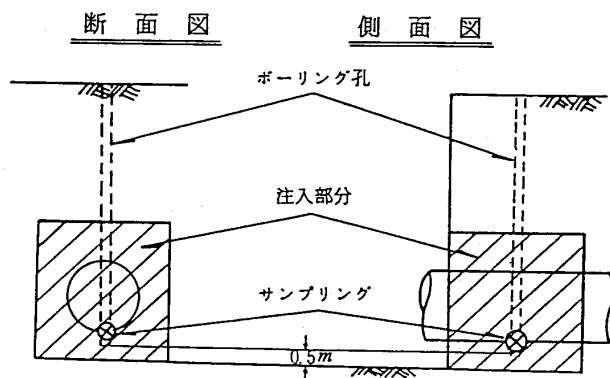 断面図
側面図
ボーリング孔
注入部分
サンプリング
0.5m